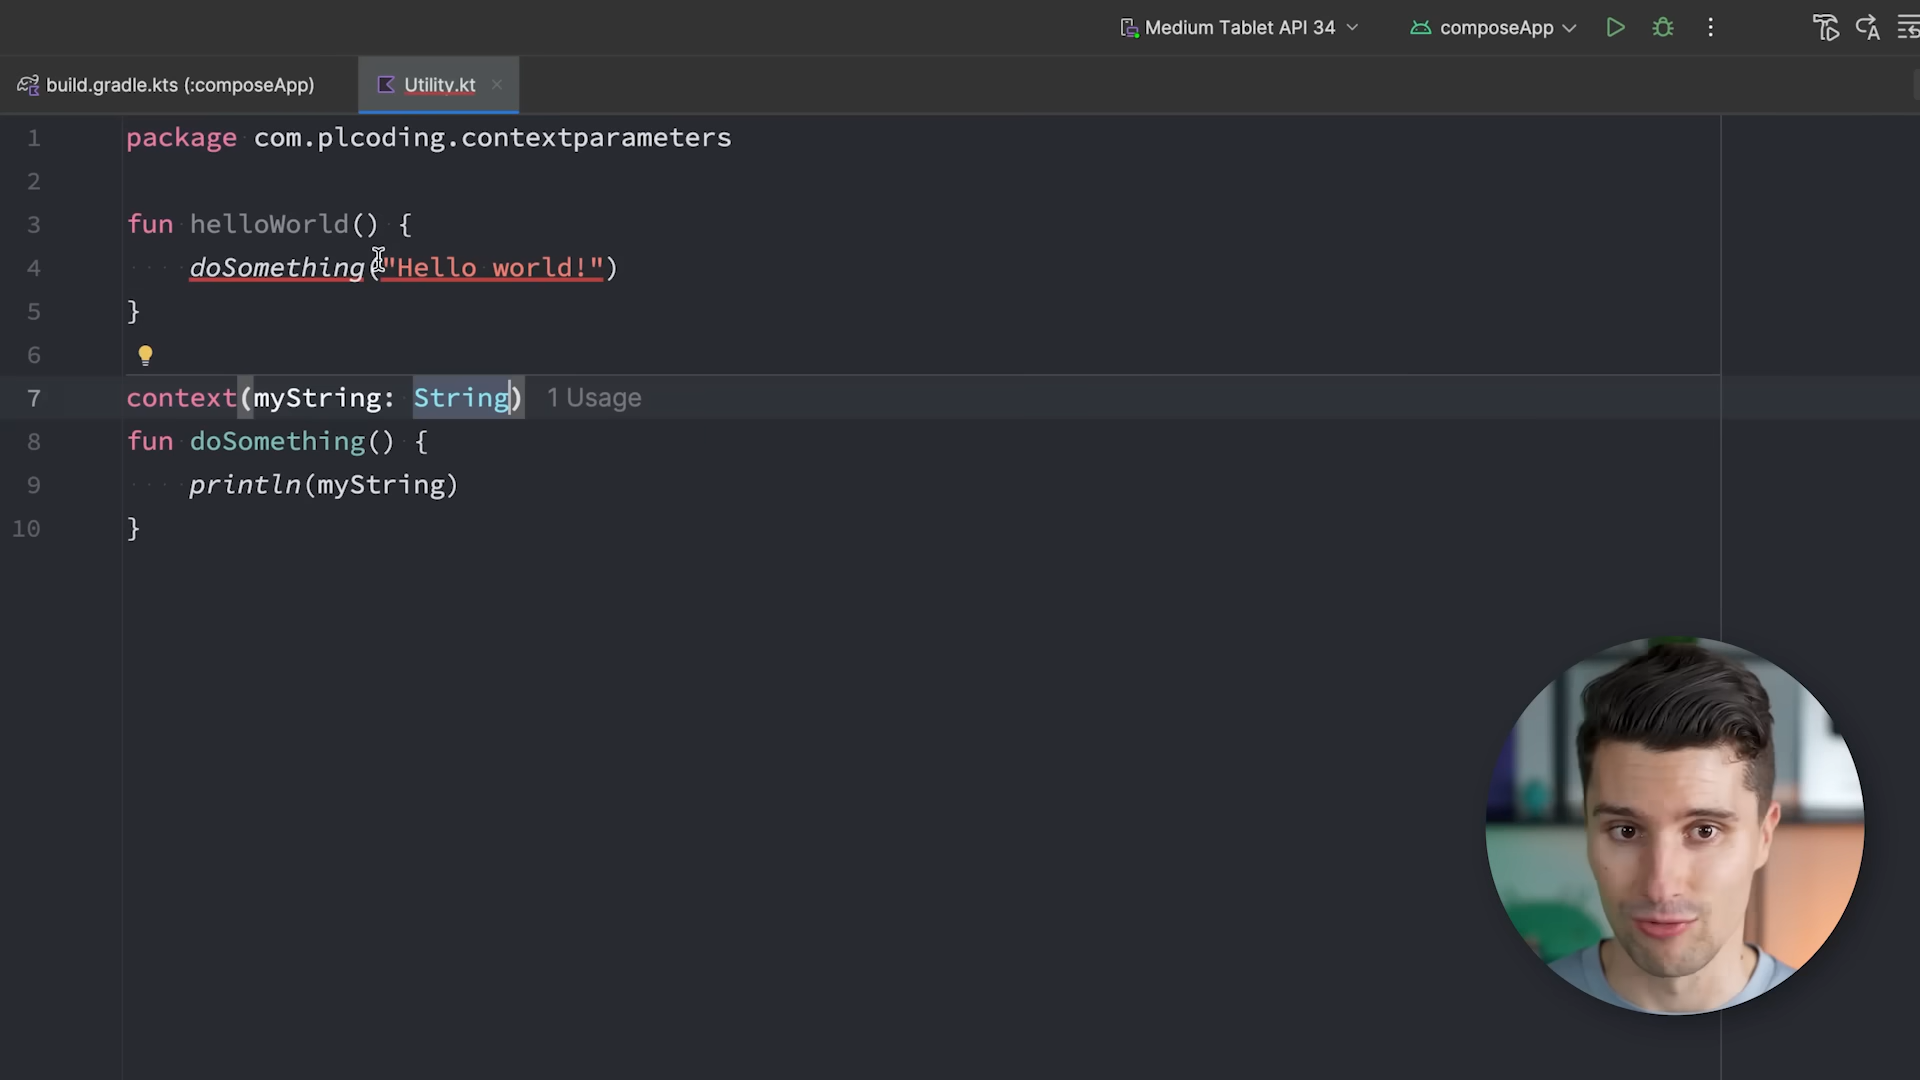 Medium Tablet API 34
composeApp
build.gradle.kts (:composeApp)
Utility.kt
1 package com.plcoding.contextparameters
2
3 fun helloWorld() {
4 doSomething("Hello world!")
5 }
6
7 context(myString: String) 1 Usage
8 fun doSomething() {
9 println(myString)
10 }